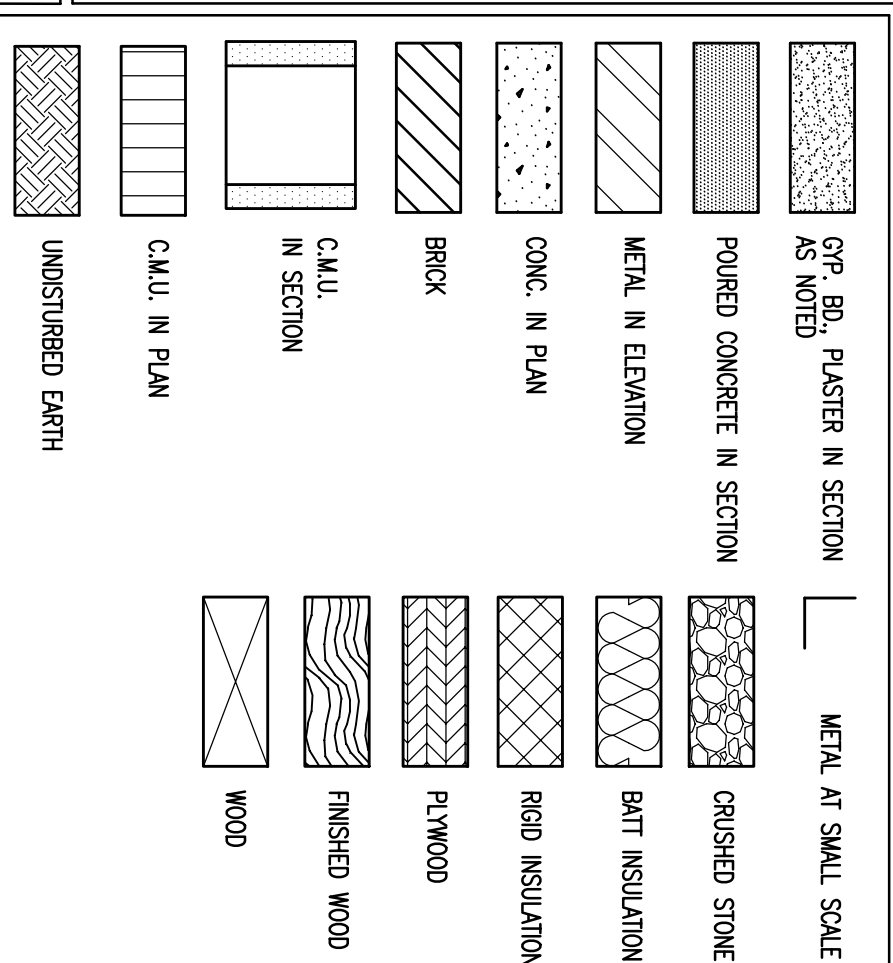 GYP. BD., PLASTER IN SECTION
AS NOTED
POURED CONCRETE IN SECTION
METAL IN ELEVATION
CONC. IN PLAN
BRICK
C.M.U.
IN SECTION
C.M.U. IN PLAN
UNDISTURBED EARTH
METAL AT SMALL SCALE
CRUSHED STONE
BATT INSULATION
RIGID INSULATION
PLYWOOD
FINISHED WOOD
WOOD